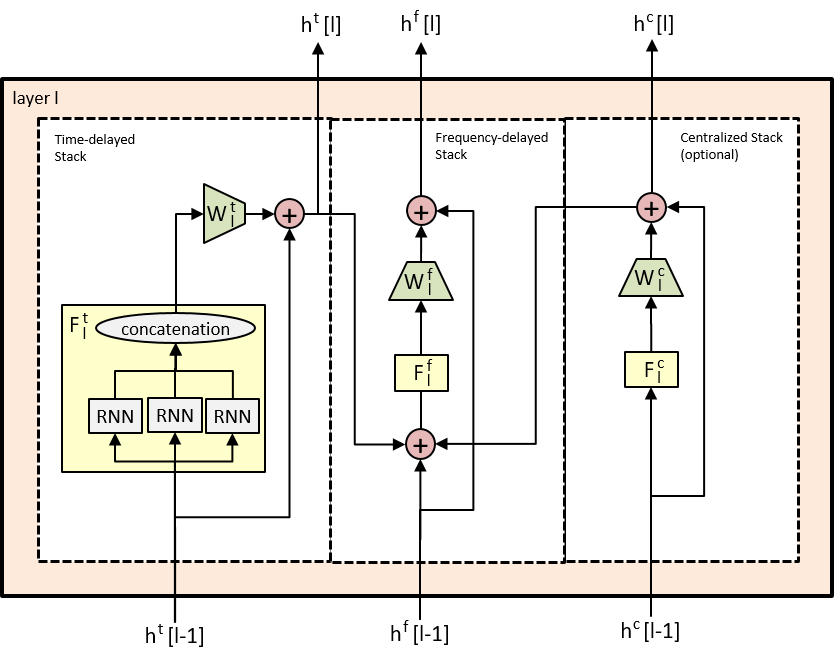 h^t [l] h^f [l] h^c [l]
layer l
Time-delayed
Stack
Frequency-delayed
Stack
Centralized Stack
(optional)
W_l^t +
+ +
W_l^f W_l^c
F_l^t concatenation
F_l^f F_l^c
RNN RNN RNN
+
h^t [l-1] h^f [l-1] h^c [l-1]